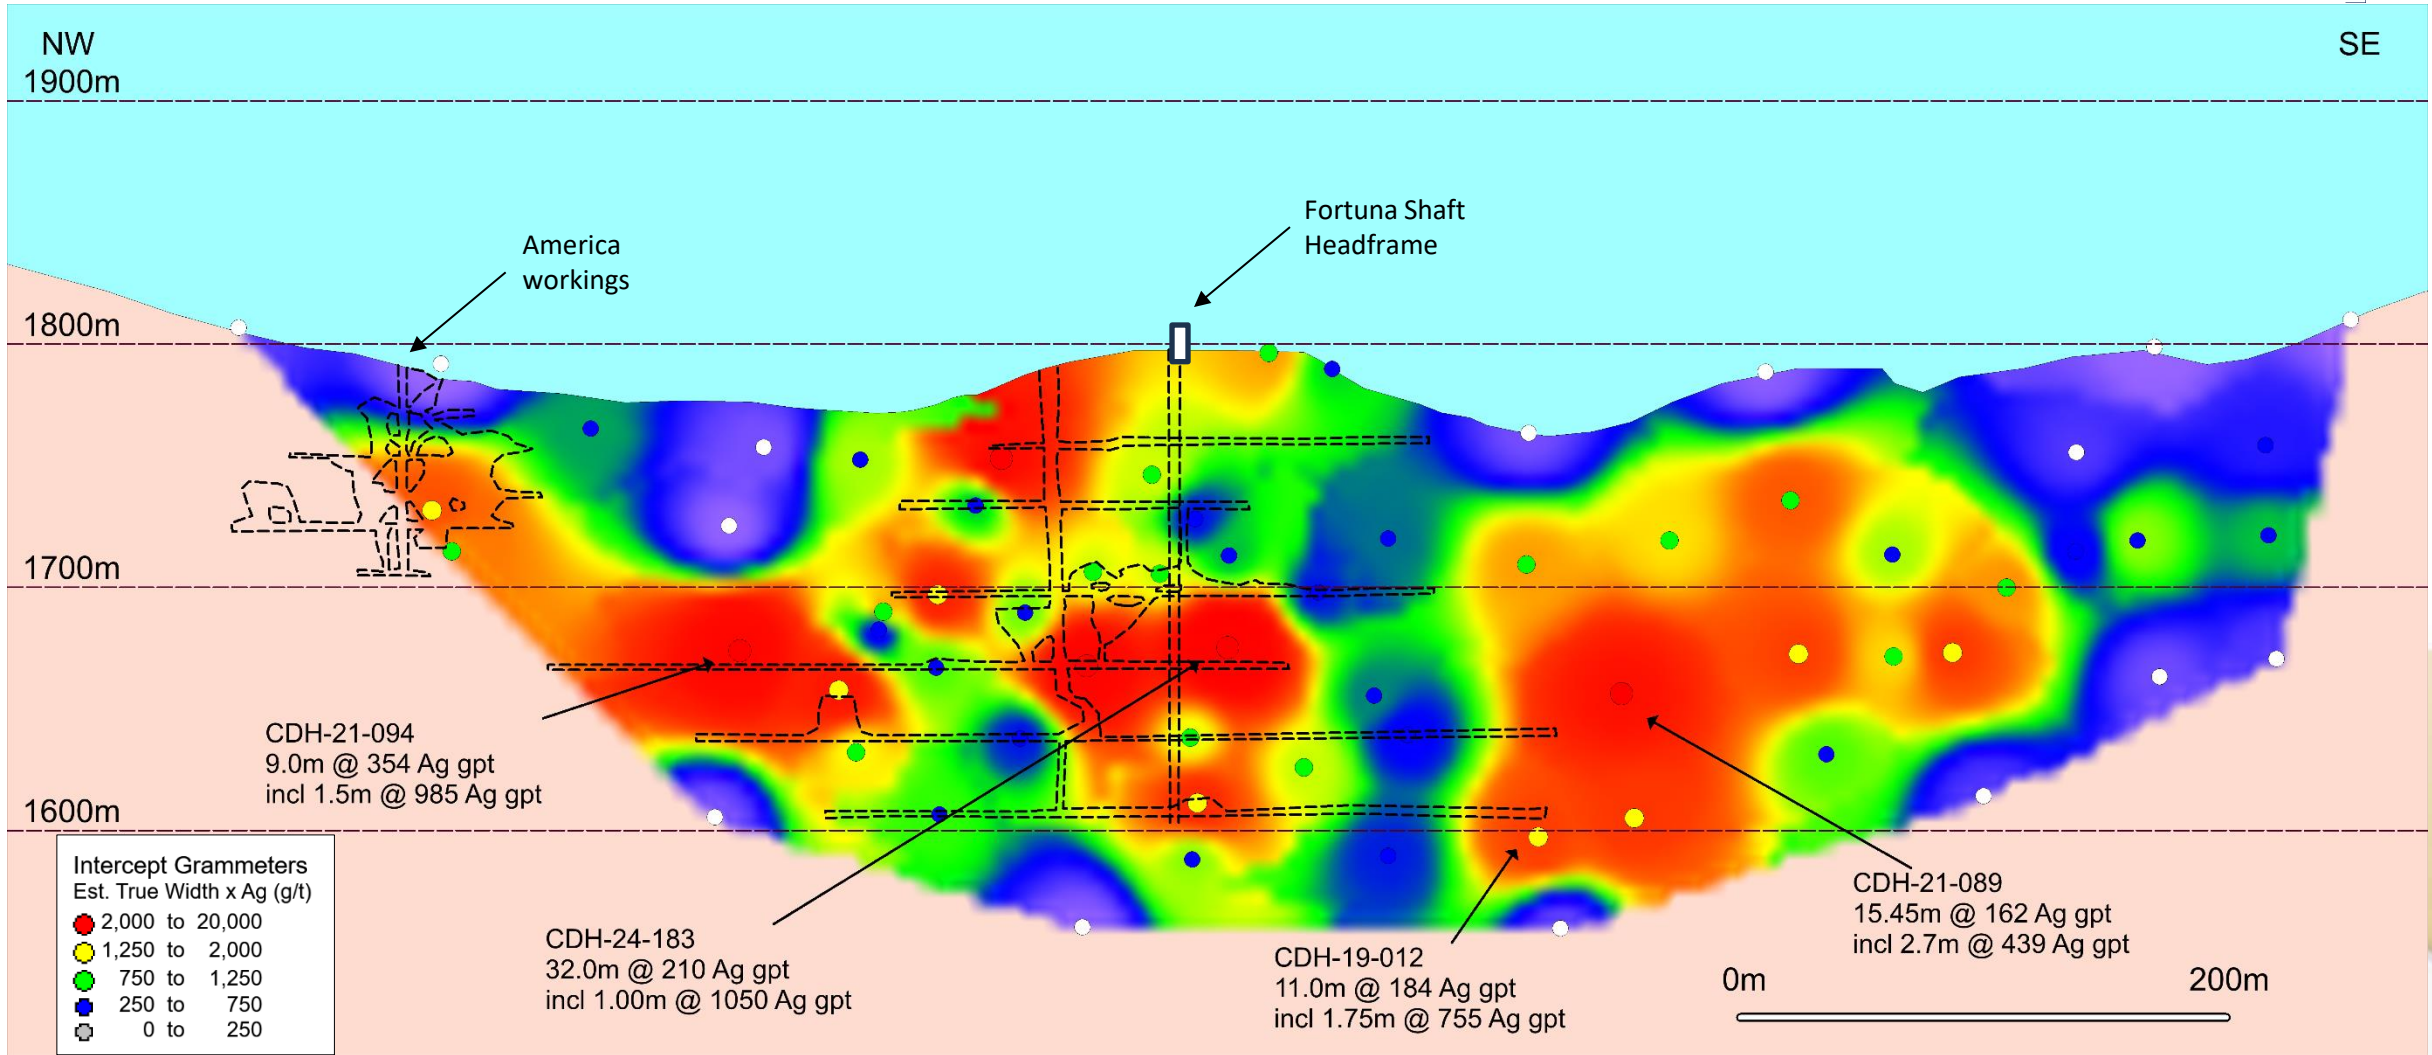 NW
SE
1900m
Fortuna Shaft
Headframe
America
workings
1800m
1700m
CDH-21-094
9.0m @ 354 Ag gpt
incl 1.5m @ 985 Ag gpt
1600m
Intercept Grammeters
Est. True Width x Ag (g/t)
2,000 to 20,000
1,250 to 2,000
750 to 1,250
250 to 750
0 to 250
CDH-24-183
32.0m @ 210 Ag gpt
incl 1.00m @ 1050 Ag gpt
CDH-19-012
11.0m @ 184 Ag gpt
incl 1.75m @ 755 Ag gpt
CDH-21-089
15.45m @ 162 Ag gpt
incl 2.7m @ 439 Ag gpt
0m
200m